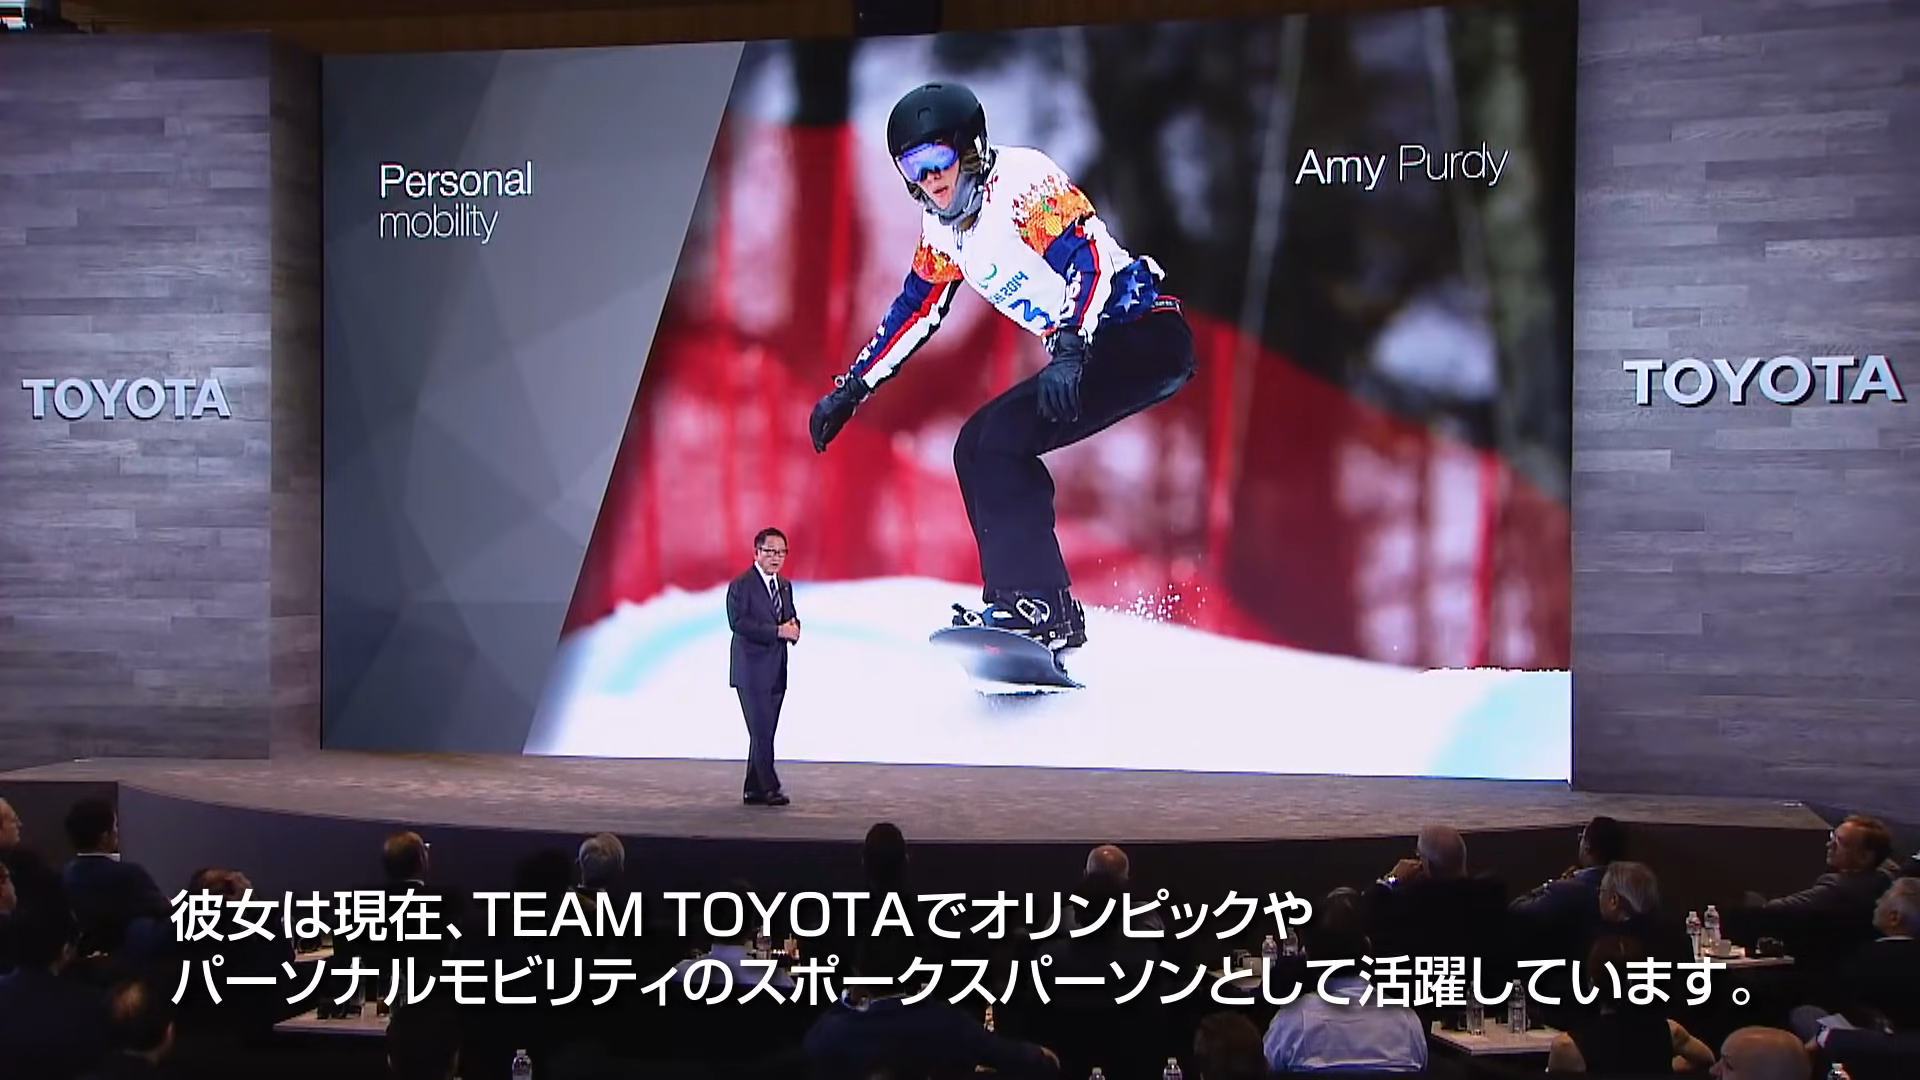 Personal
mobility
Amy Purdy
TOYOTA
TOYOTA
2014
彼女は現在、TEAM TOYOTAでオリンピックや
パーソナルモビリティのスポークスパーソンとして活躍しています。